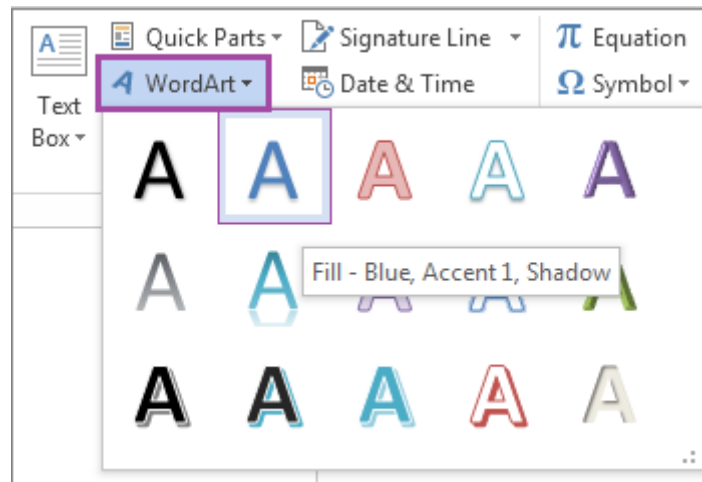 Quick Parts
Signature Line
Equation
WordArt
Date & Time
Symbol
Text
Box
A A A A A
Fill - Blue, Accent 1, Shadow
A A A A A
A A A A A